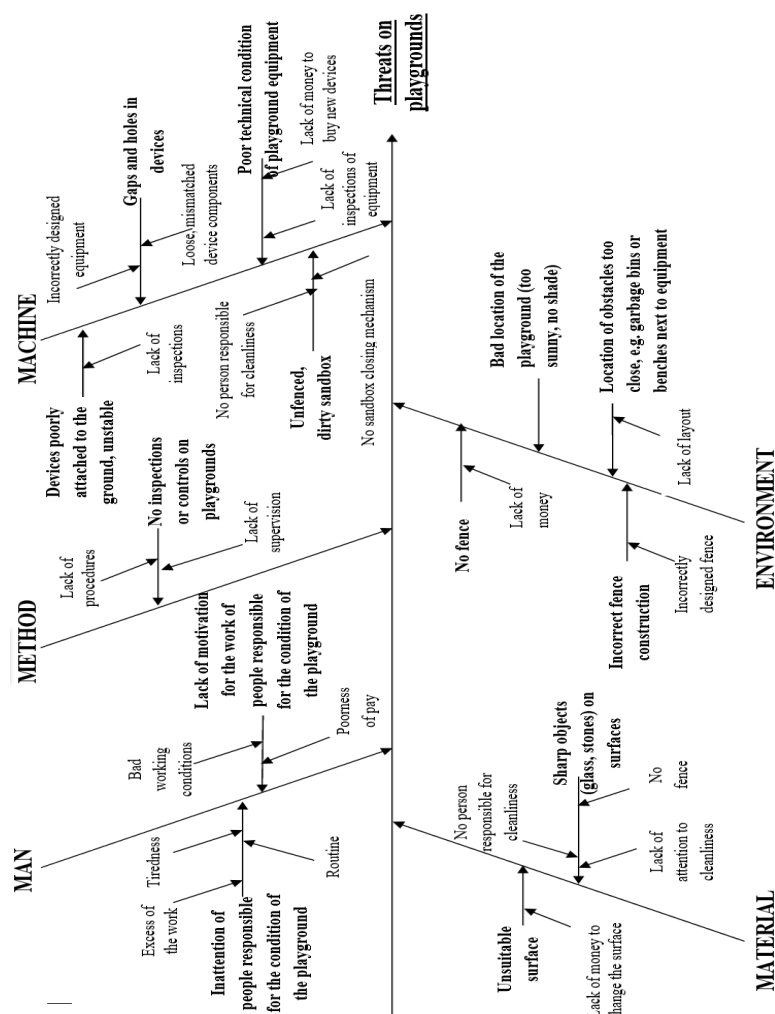 Threats on
playgrounds
MAN
Excess of
the work
Tiredness
Inattention of
people responsible
for the condition of
the playground
Routine
Bad
working
conditions
Lack of motivation
for the work of
people responsible
for the condition of
the playground
Poorness
of pay
METHOD
Lack of
procedures
No inspections
or controls on
playgrounds
Lack of
supervision
MACHINE
Devices poorly
attached to the
ground, unstable
Lack of
inspections
Incorrectly designed
equipment
Gaps and holes in
devices
Loose, mismatched
device components
No person responsible
for cleanliness
Unfenced,
dirty sandbox
No sandbox closing mechanism
Poor technical condition
of playground equipment
Lack of
inspections of
equipment
Lack of money to
buy new devices
MATERIAL
Unsuitable
surface
Lack of money to
hange the surface
No person
responsible for
cleanliness
Sharp objects
(glass, stones) on
surfaces
Lack of
attention to
cleanliness
No
fence
ENVIRONMENT
No fence
Lack of
money
Incorrect fence
construction
Incorrectly
designed fence
Bad location of the
playground (too
sunny, no shade)
Location of obstacles too
close, e.g. garbage bins or
benches next to equipment
Lack of layout